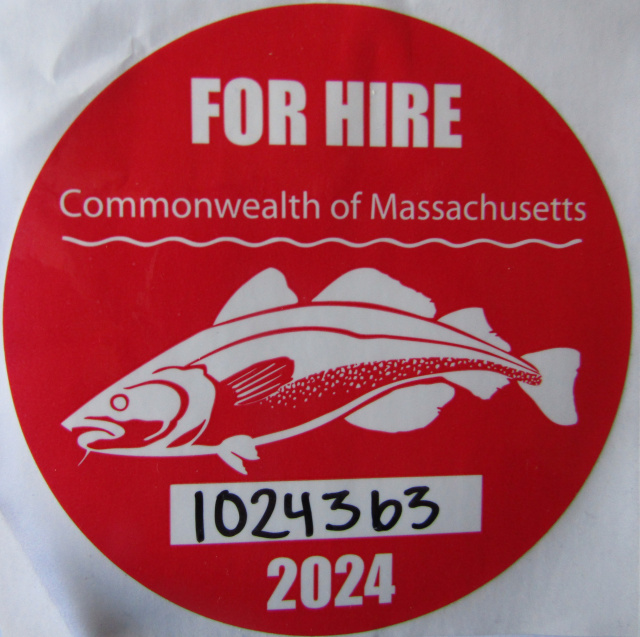 FOR HIRE
Commonwealth of Massachusetts
1024363
2024